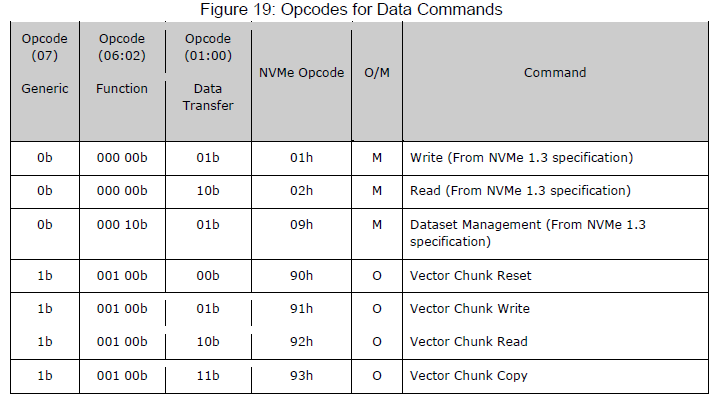 Figure 19: Opcodes for Data Commands
Opcode (07) Generic | Opcode (06:02) Function | Opcode (01:00) Data Transfer | NVMe Opcode | O/M | Command
0b 000 00b 01b 01h M Write (From NVMe 1.3 specification)
0b 000 00b 10b 02h M Read (From NVMe 1.3 specification)
0b 000 10b 01b 09h M Dataset Management (From NVMe 1.3
specification)
1b 001 00b 00b 90h O Vector Chunk Reset
1b 001 00b 01b 91h O Vector Chunk Write
1b 001 00b 10b 92h O Vector Chunk Read
1b 001 00b 11b 93h O Vector Chunk Copy